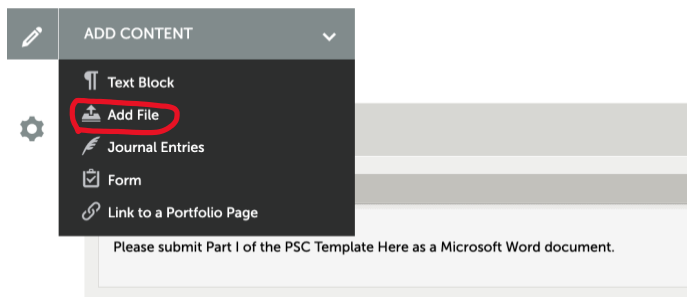 ADD CONTENT
Text Block
Add File
Journal Entries
Form
Link to a Portfolio Page
Please submit Part I of the PSC Template Here as a Microsoft Word document.